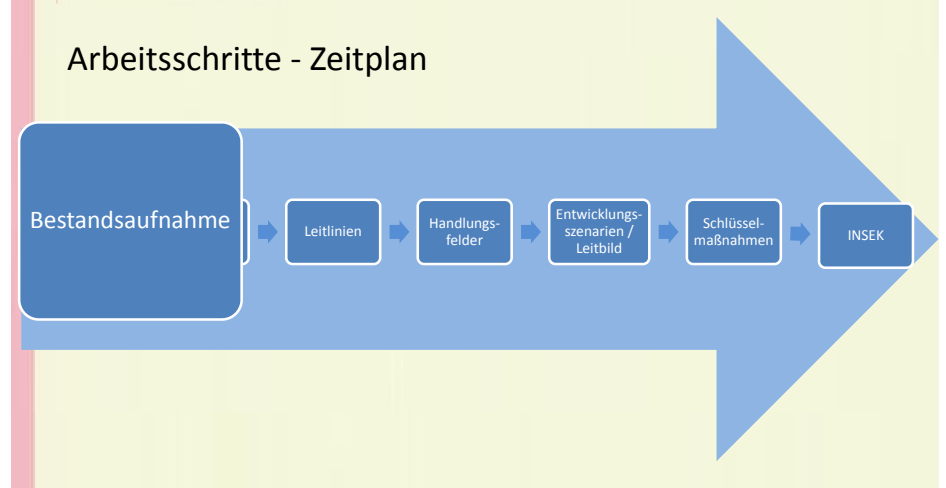 Arbeitsschritte - Zeitplan
Bestandsaufnahme
Leitlinien
Handlungs-
felder
Entwicklungs-
szenarien /
Leitbild
Schlüssel-
maßnahmen
INSEK